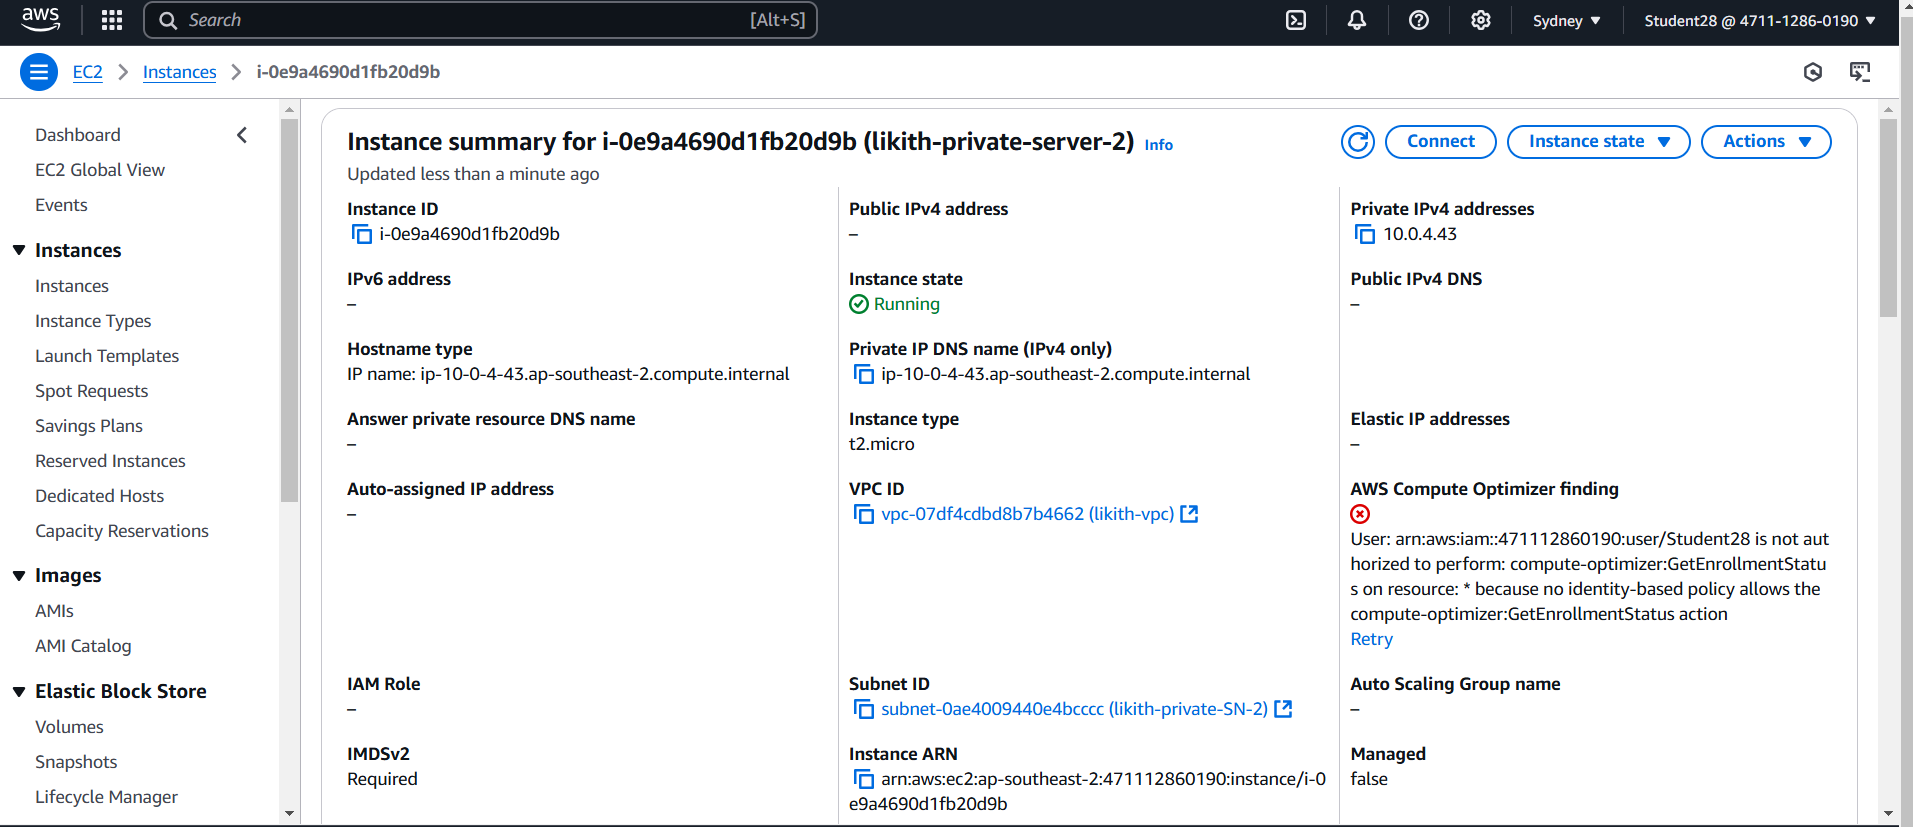 aws
Search
[Alt+S]
Sydney
Student28 @ 4711-1286-0190
EC2
Instances
i-0e9a4690d1fb20d9b
Dashboard
EC2 Global View
Events
Instances
Instances
Instance Types
Launch Templates
Spot Requests
Savings Plans
Reserved Instances
Dedicated Hosts
Capacity Reservations
Images
AMIs
AMI Catalog
Elastic Block Store
Volumes
Snapshots
Lifecycle Manager
Instance summary for i-0e9a4690d1fb20d9b (likith-private-server-2) Info
Updated less than a minute ago
Connect
Instance state
Actions
Instance ID
i-0e9a4690d1fb20d9b
Public IPv4 address
–
Private IPv4 addresses
10.0.4.43
IPv6 address
–
Instance state
Running
Public IPv4 DNS
–
Hostname type
IP name: ip-10-0-4-43.ap-southeast-2.compute.internal
Private IP DNS name (IPv4 only)
ip-10-0-4-43.ap-southeast-2.compute.internal
Answer private resource DNS name
–
Instance type
t2.micro
Elastic IP addresses
–
Auto-assigned IP address
–
VPC ID
vpc-07df4cdbd8b7b4662 (likith-vpc)
AWS Compute Optimizer finding
User: arn:aws:iam::471112860190:user/Student28 is not aut
horized to perform: compute-optimizer:GetEnrollmentStatu
s on resource: * because no identity-based policy allows the
compute-optimizer:GetEnrollmentStatus action
Retry
IAM Role
–
Subnet ID
subnet-0ae4009440e4bcccc (likith-private-SN-2)
Auto Scaling Group name
–
IMDSv2
Required
Instance ARN
arn:aws:ec2:ap-southeast-2:471112860190:instance/i-0
e9a4690d1fb20d9b
Managed
false